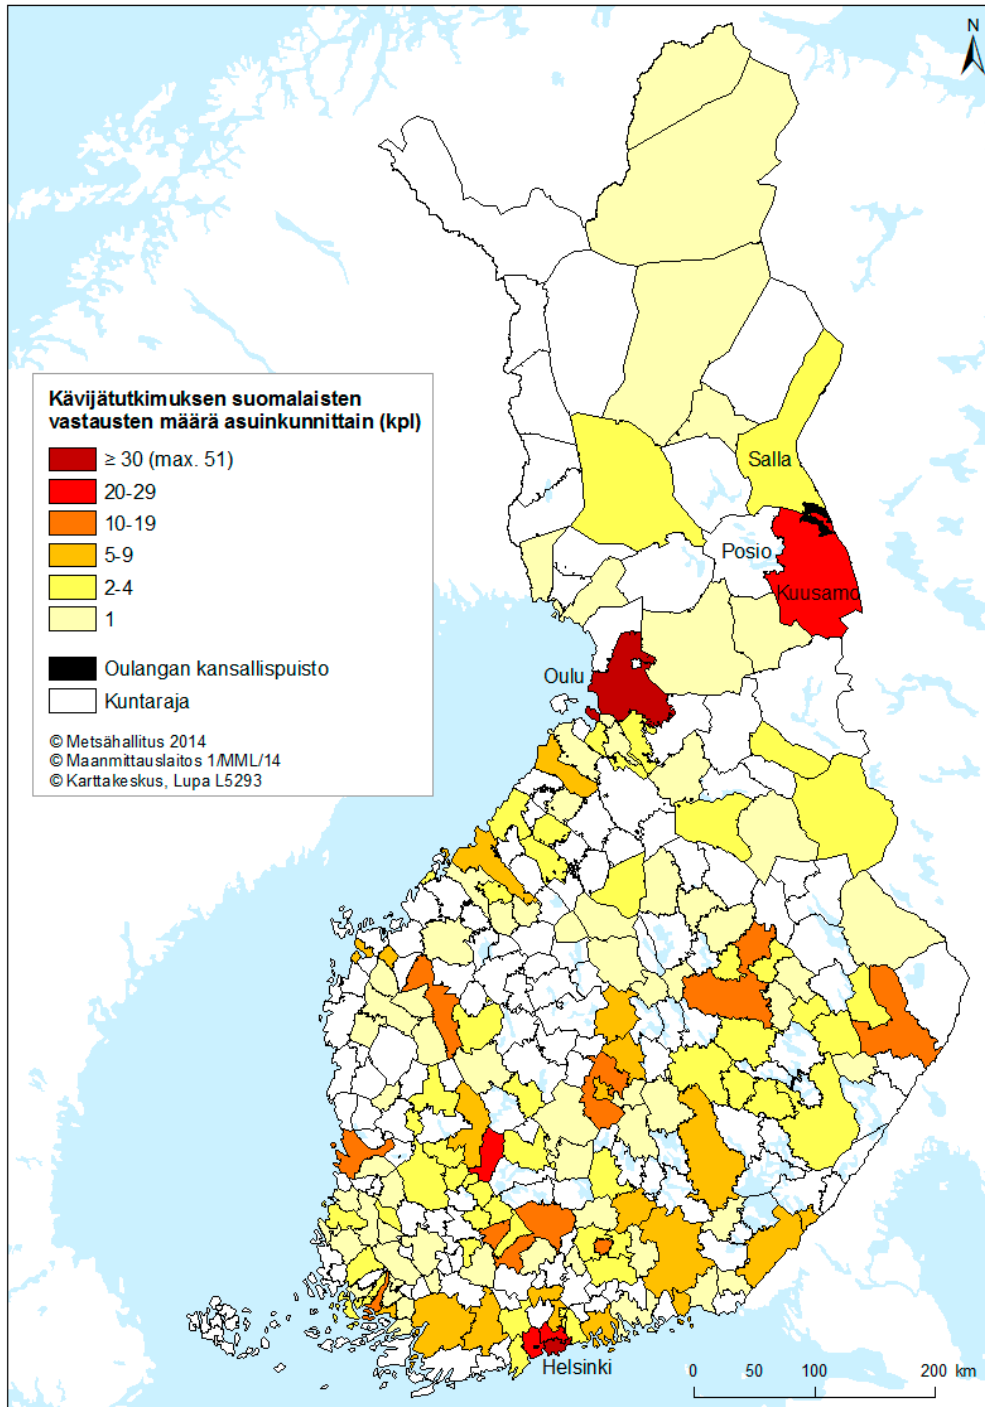 N
Kävijätutkimuksen suomalaisten
vastausten määrä asuinkunnittain (kpl)
≥ 30 (max. 51)
20-29
10-19
5-9
2-4
1
Oulangan kansallispuisto
Kuntaraja
© Metsähallitus 2014
© Maanmittauslaitos 1/MML/14
© Karttakeskus, Lupa L5293
Salla
Posio
Kuusamo
Oulu
Helsinki
0 50 100 200 km